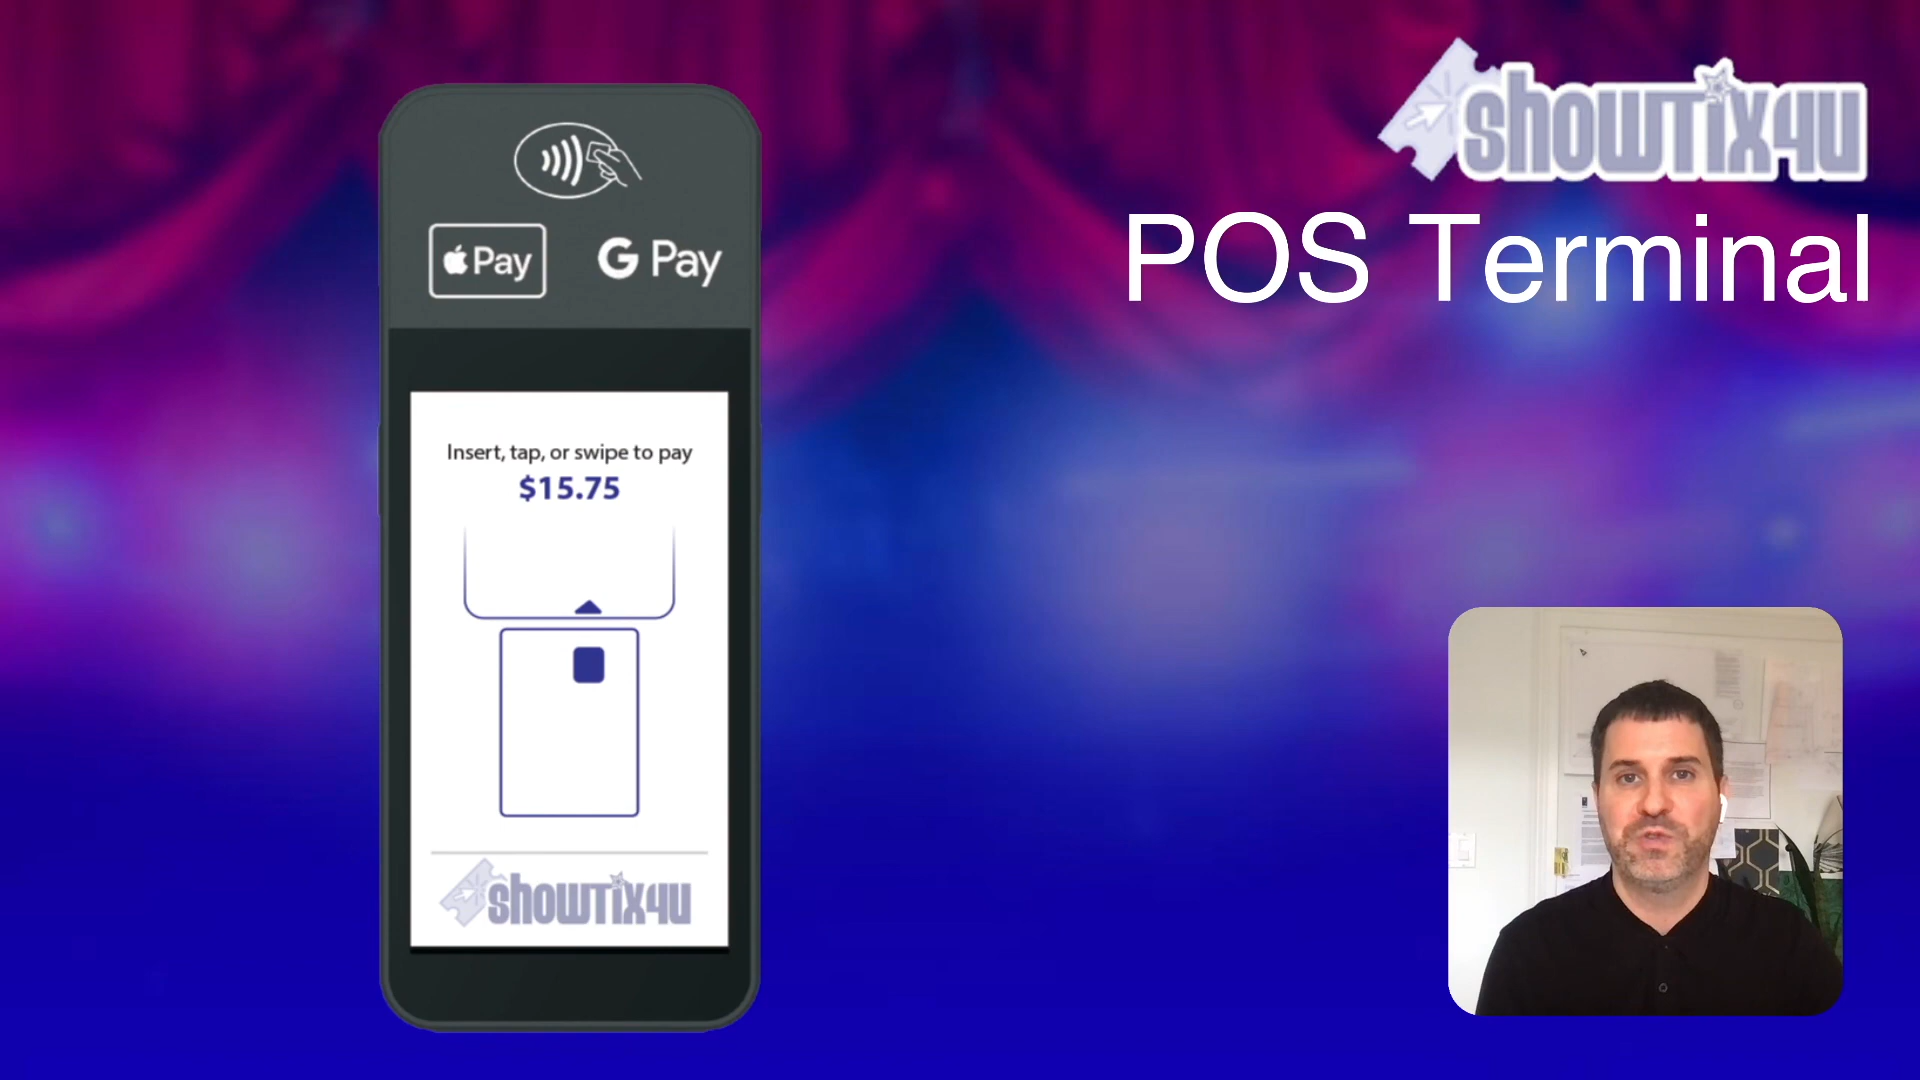 showTix4u
POS Terminal
Pay
G Pay
Insert, tap, or swipe to pay
$15.75
showTix4u